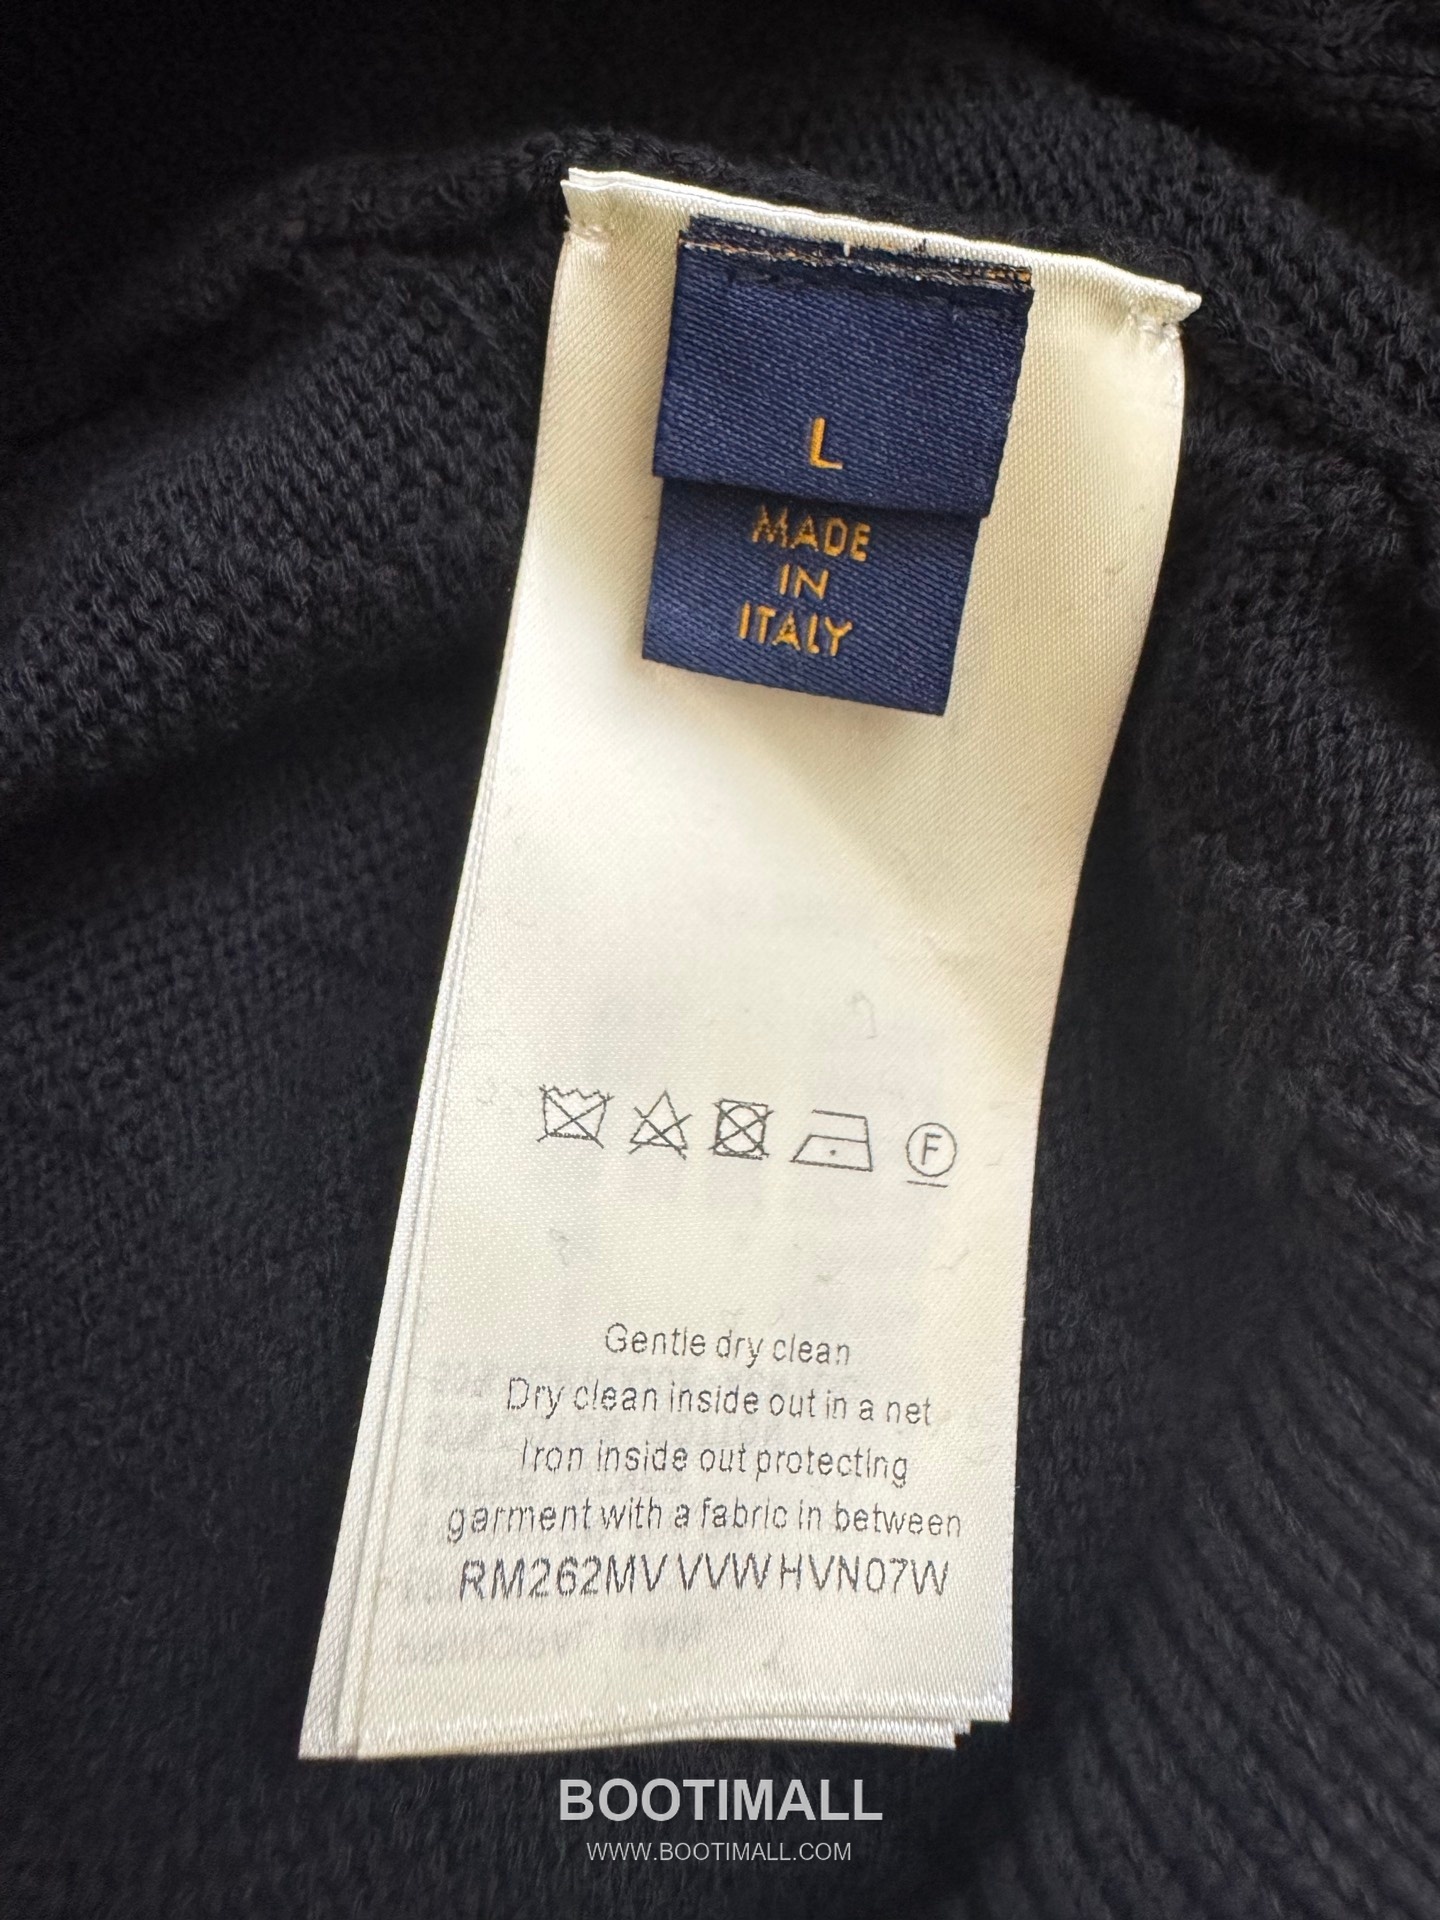 L
MADE
IN
ITALY
F
Gentle dry clean
Dry clean inside out in a net
Iron inside out protecting
garment with a fabric in between
RM262MV VVW HVN07W
BOOTIMALL
WWW.BOOTIMALL.COM